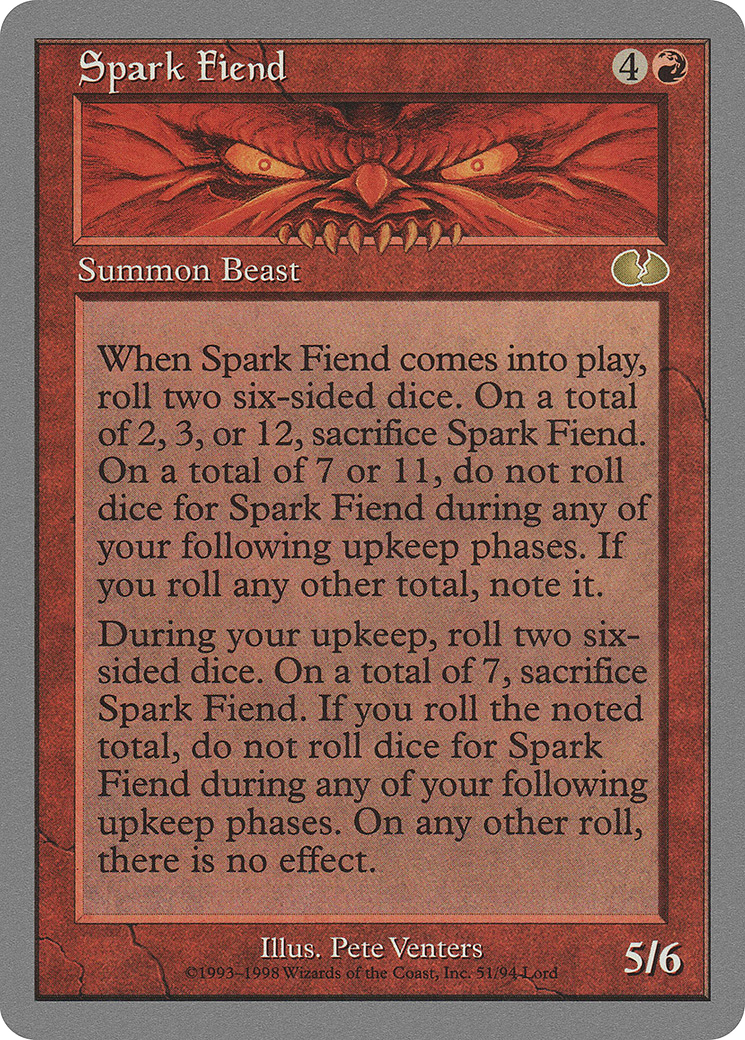 Spark Fiend 4
Summon Beast
When Spark Fiend comes into play,
roll two six-sided dice. On a total
of 2, 3, or 12, sacrifice Spark Fiend.
On a total of 7 or 11, do not roll
dice for Spark Fiend during any of
your following upkeep phases. If
you roll any other total, note it.
During your upkeep, roll two six-
sided dice. On a total of 7, sacrifice
Spark Fiend. If you roll the noted
total, do not roll dice for Spark
Fiend during any of your following
upkeep phases. On any other roll,
there is no effect.
Illus. Pete Venters
©1993–1998 Wizards of the Coast, Inc. 51/94 Lord
5/6